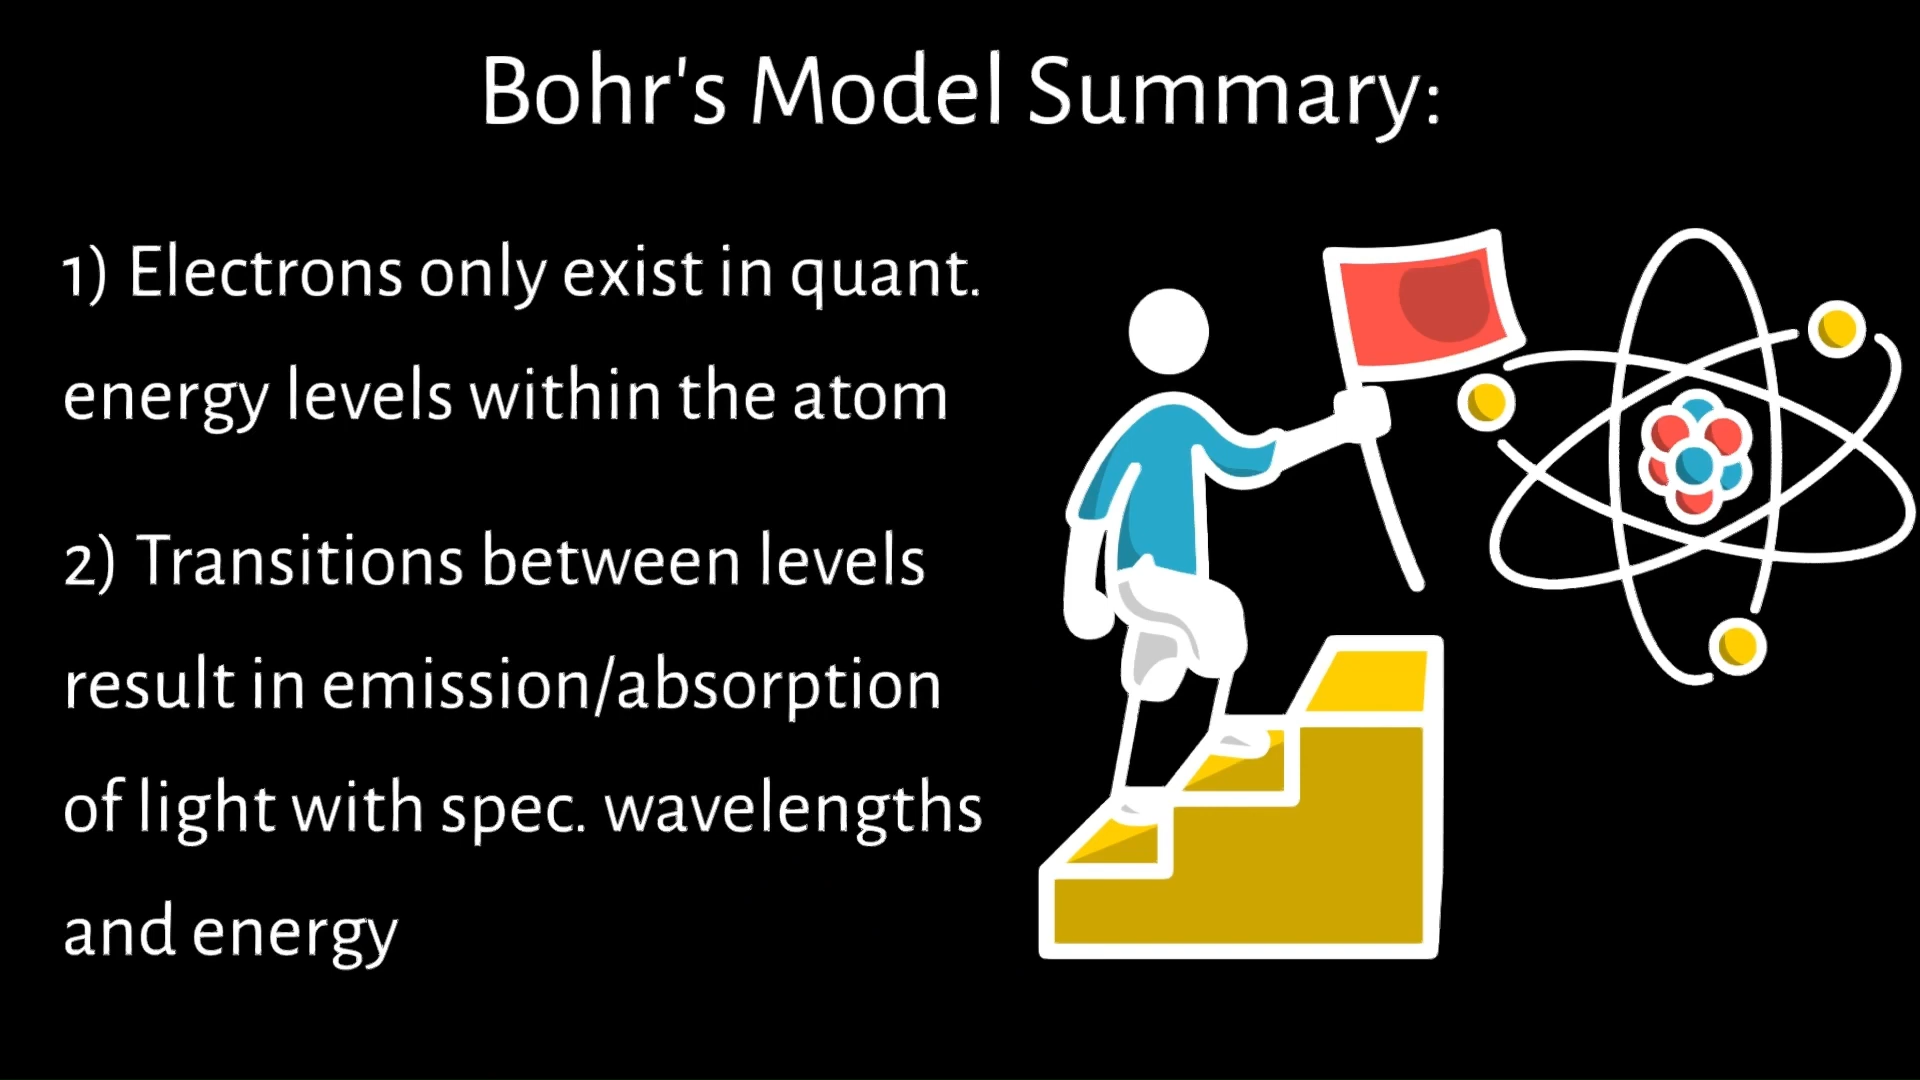 Bohr's Model Summary:
1) Electrons only exist in quant.
energy levels within the atom
2) Transitions between levels
result in emission/absorption
of light with spec. wavelengths
and energy